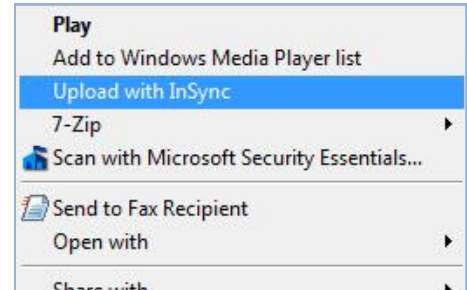 Play
Add to Windows Media Player list
Upload with InSync
7-Zip
Scan with Microsoft Security Essentials...
Send to Fax Recipient
Open with
Share with